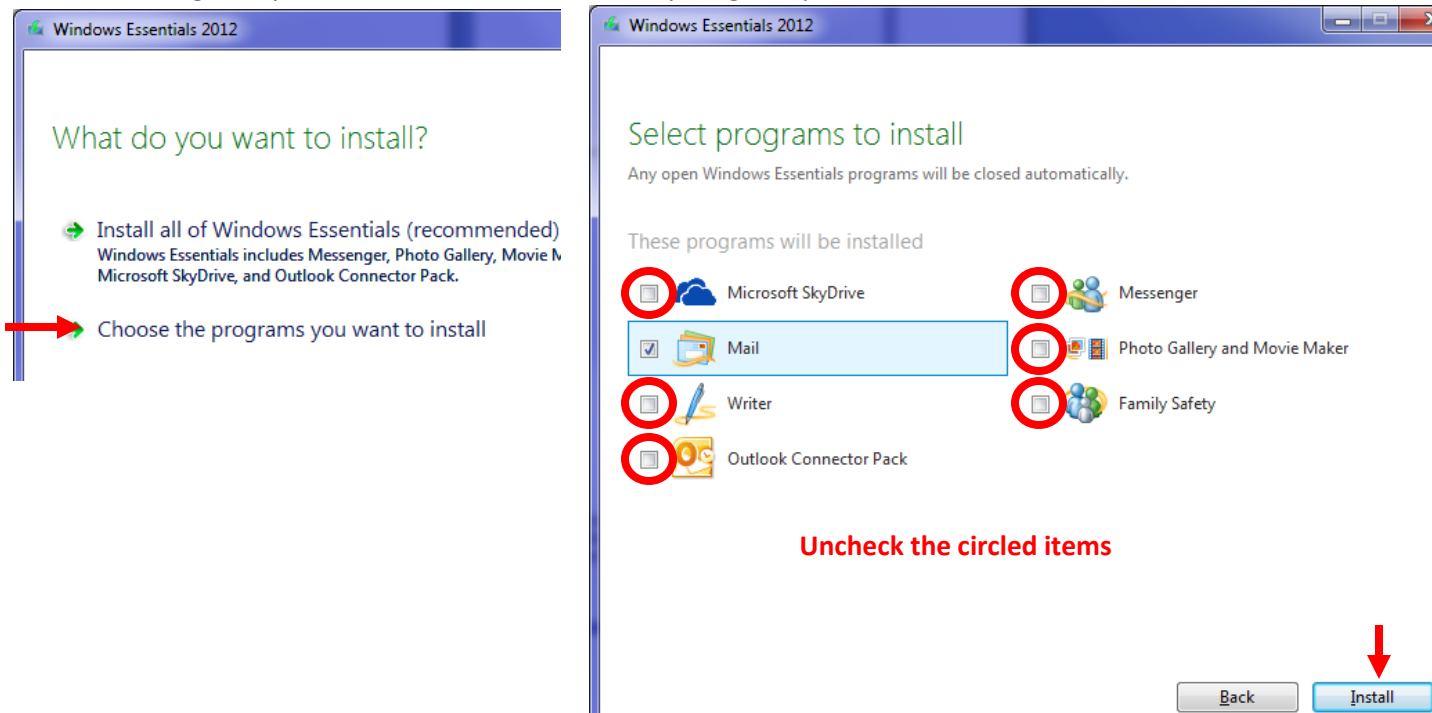 Windows Essentials 2012
What do you want to install?
Install all of Windows Essentials (recommended)
Windows Essentials includes Messenger, Photo Gallery, Movie M
Microsoft SkyDrive, and Outlook Connector Pack.
Choose the programs you want to install
Windows Essentials 2012
Select programs to install
Any open Windows Essentials programs will be closed automatically.
These programs will be installed
Microsoft SkyDrive
Messenger
Mail
Photo Gallery and Movie Maker
Writer
Family Safety
Outlook Connector Pack
Uncheck the circled items
Back
Install